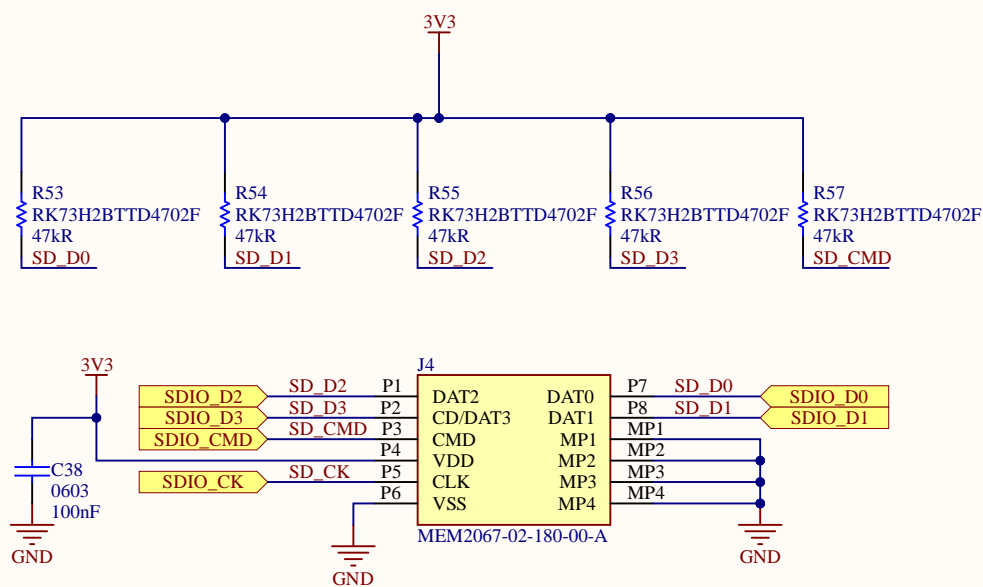 3V3
R53
RK73H2BTTD4702F
47kR
SD_D0
R54
RK73H2BTTD4702F
47kR
SD_D1
R55
RK73H2BTTD4702F
47kR
SD_D2
R56
RK73H2BTTD4702F
47kR
SD_D3
R57
RK73H2BTTD4702F
47kR
SD_CMD
3V3
C38
0603
100nF
GND
J4
SDIO_D2 SD_D2 P1 DAT2 DAT0 P7 SD_D0 SDIO_D0
SDIO_D3 SD_D3 P2 CD/DAT3 DAT1 P8 SD_D1 SDIO_D1
SDIO_CMD SD_CMD P3 CMD MP1 MP1
P4 VDD MP2 MP2
SDIO_CK SD_CK P5 CLK MP3 MP3
P6 VSS MP4 MP4
MEM2067-02-180-00-A
GND
GND